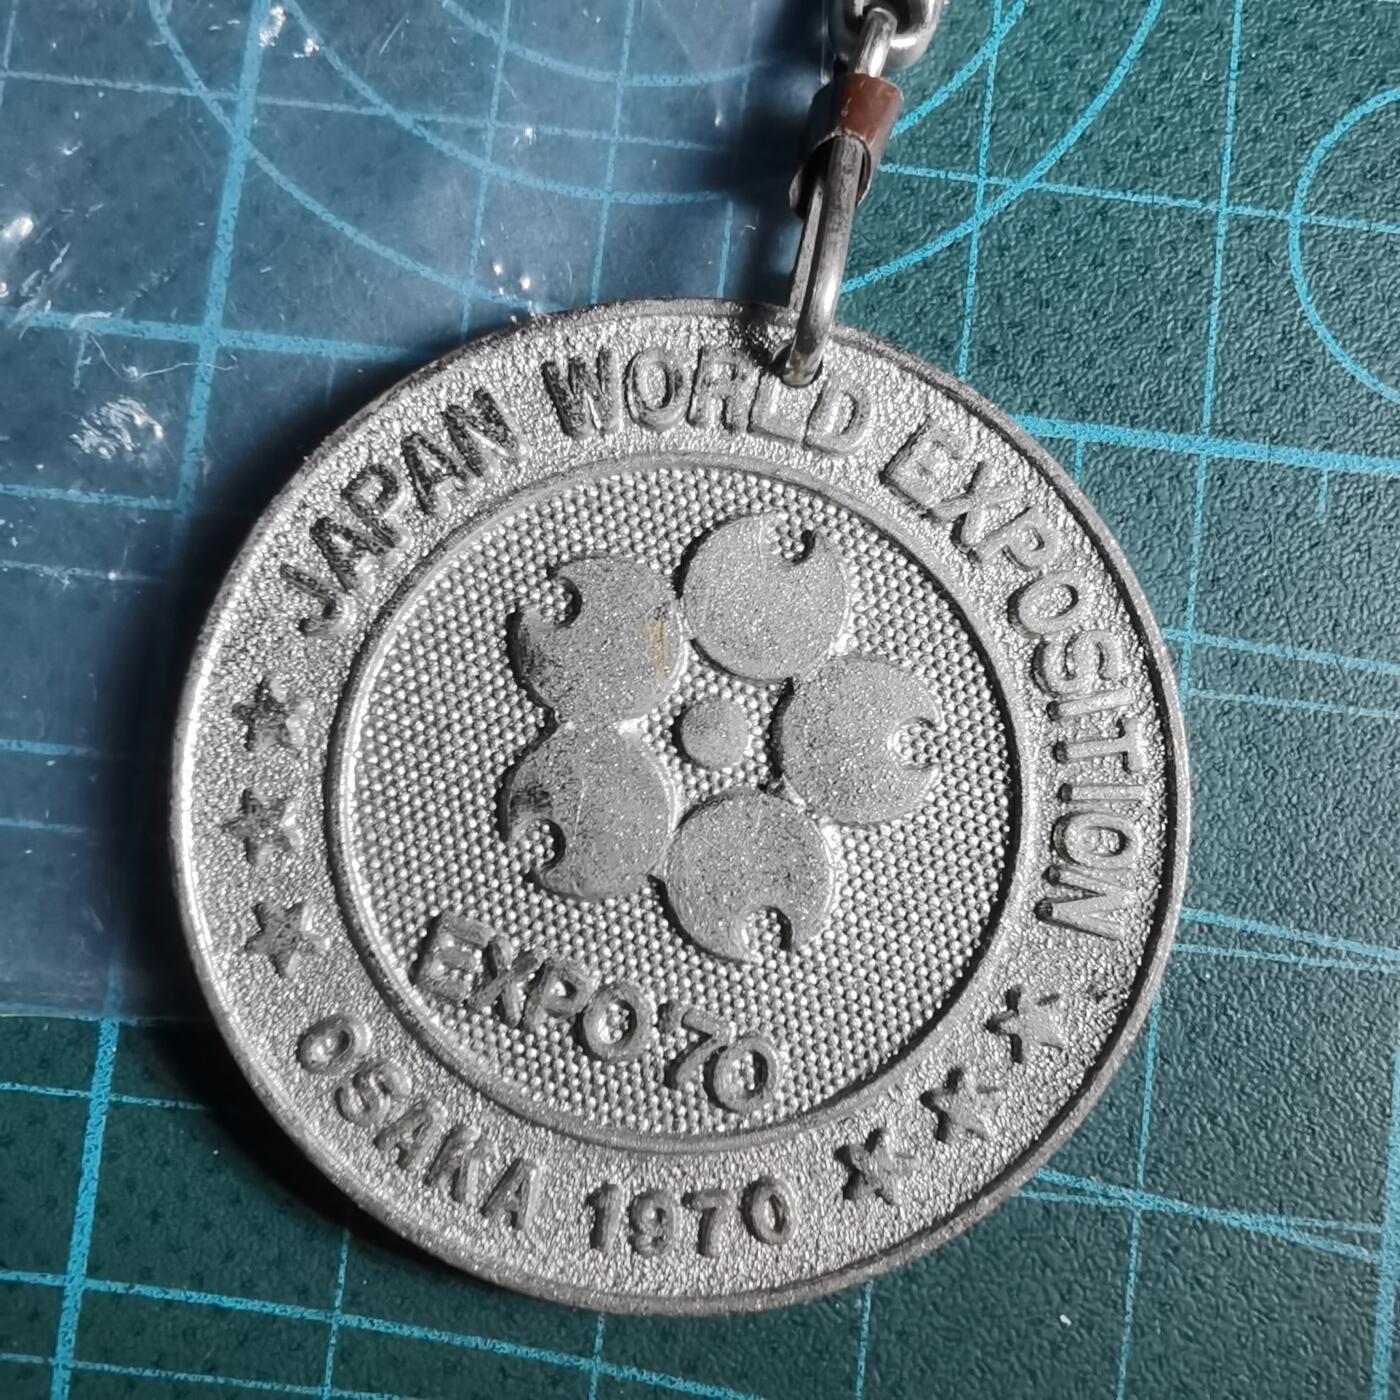 JAPAN WORLD EXPOSITION
EXPO'70
OSAKA 1970